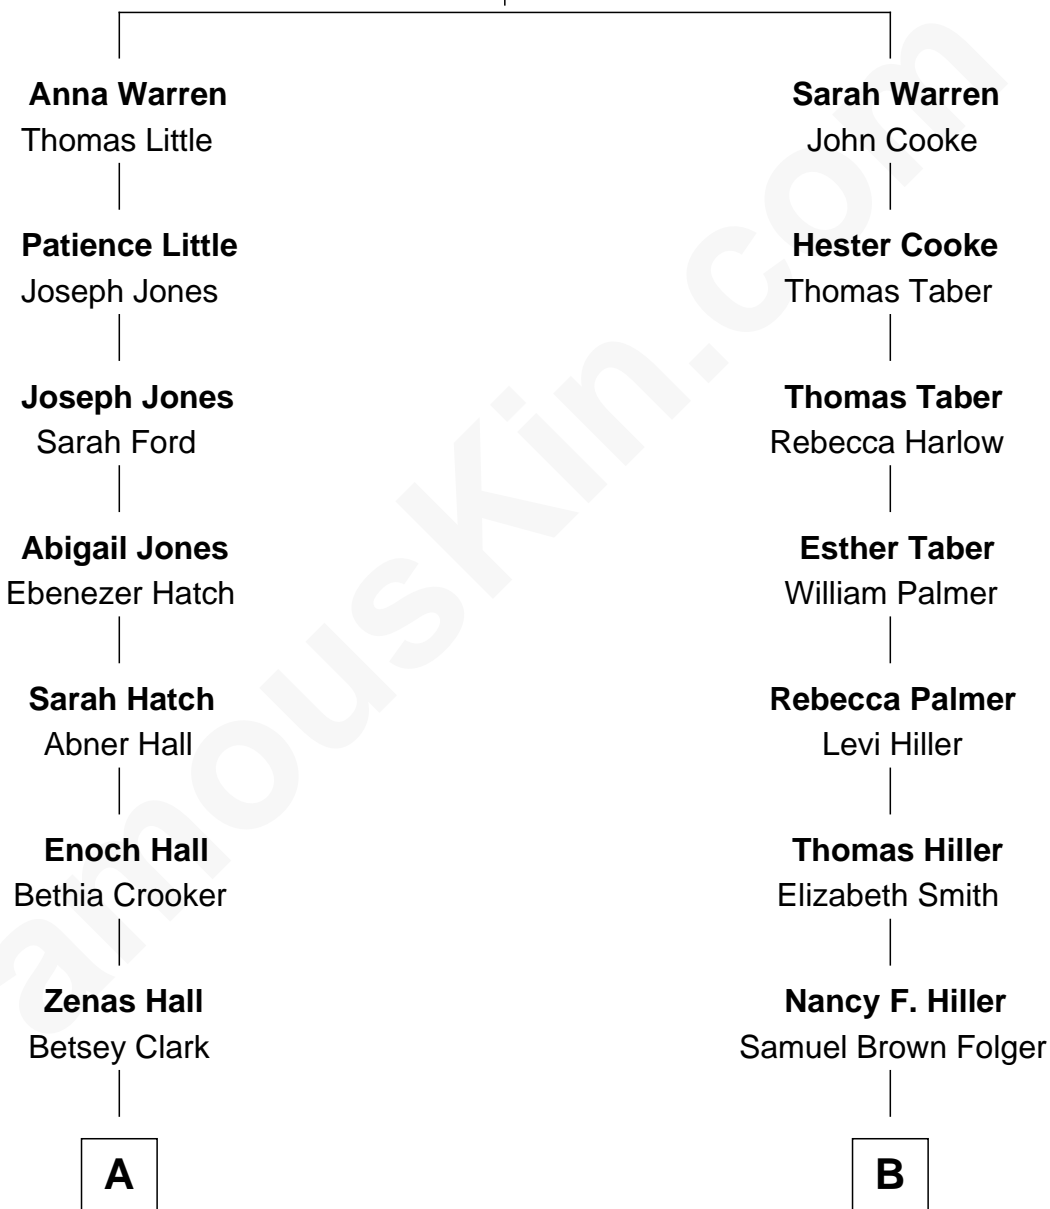 Anna Warren
Thomas Little
Patience Little
Joseph Jones
Joseph Jones
Sarah Ford
Abigail Jones
Ebenezer Hatch
Sarah Hatch
Abner Hall
Enoch Hall
Bethia Crooker
Zenas Hall
Betsey Clark
A
Sarah Warren
John Cooke
Hester Cooke
Thomas Taber
Thomas Taber
Rebecca Harlow
Esther Taber
William Palmer
Rebecca Palmer
Levi Hiller
Thomas Hiller
Elizabeth Smith
Nancy F. Hiller
Samuel Brown Folger
B
amouskin.com